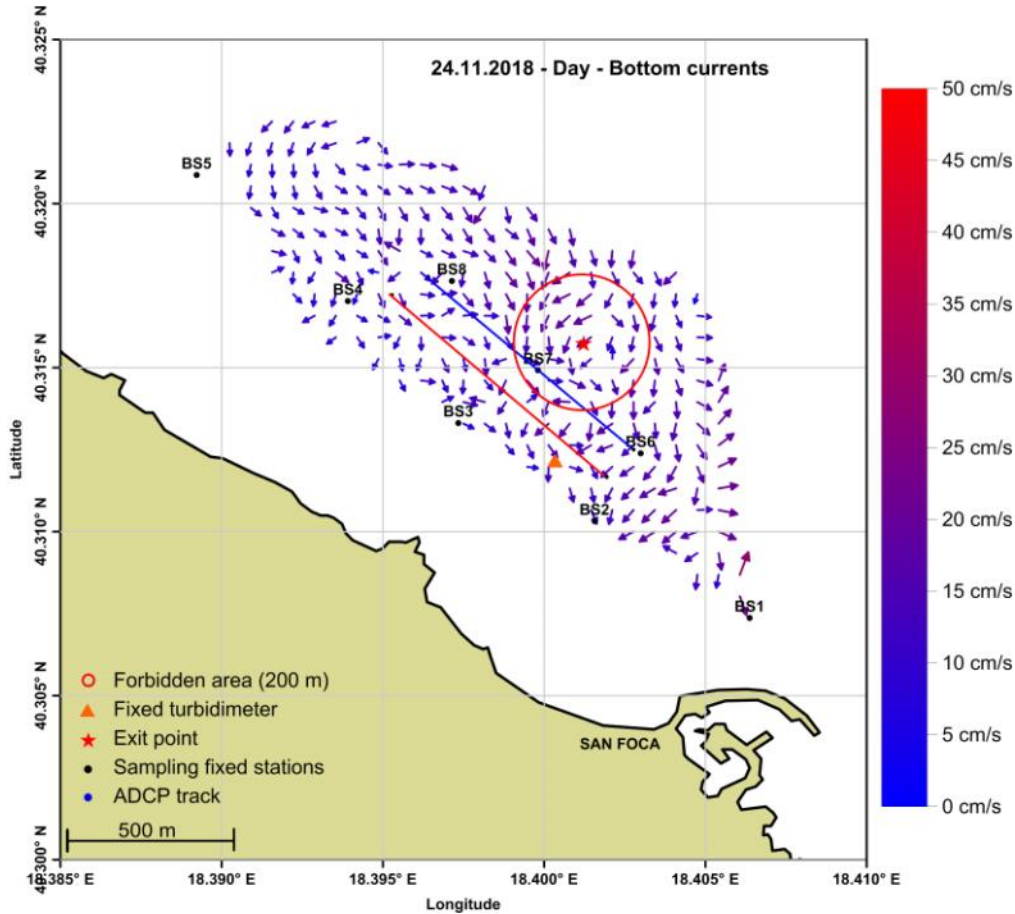 24.11.2018 - Day - Bottom currents
40.325° N
40.320° N
40.315° N
40.310° N
40.305° N
40.300° N
Latitude
BS5
BS8
BS4
BS7
BS3
BS6
BS2
BS1
SAN FOCA
Forbidden area (200 m)
Fixed turbidimeter
Exit point
Sampling fixed stations
ADCP track
500 m
18.385° E
18.390° E
18.395° E
18.400° E
18.405° E
18.410° E
Longitude
50 cm/s
45 cm/s
40 cm/s
35 cm/s
30 cm/s
25 cm/s
20 cm/s
15 cm/s
10 cm/s
5 cm/s
0 cm/s